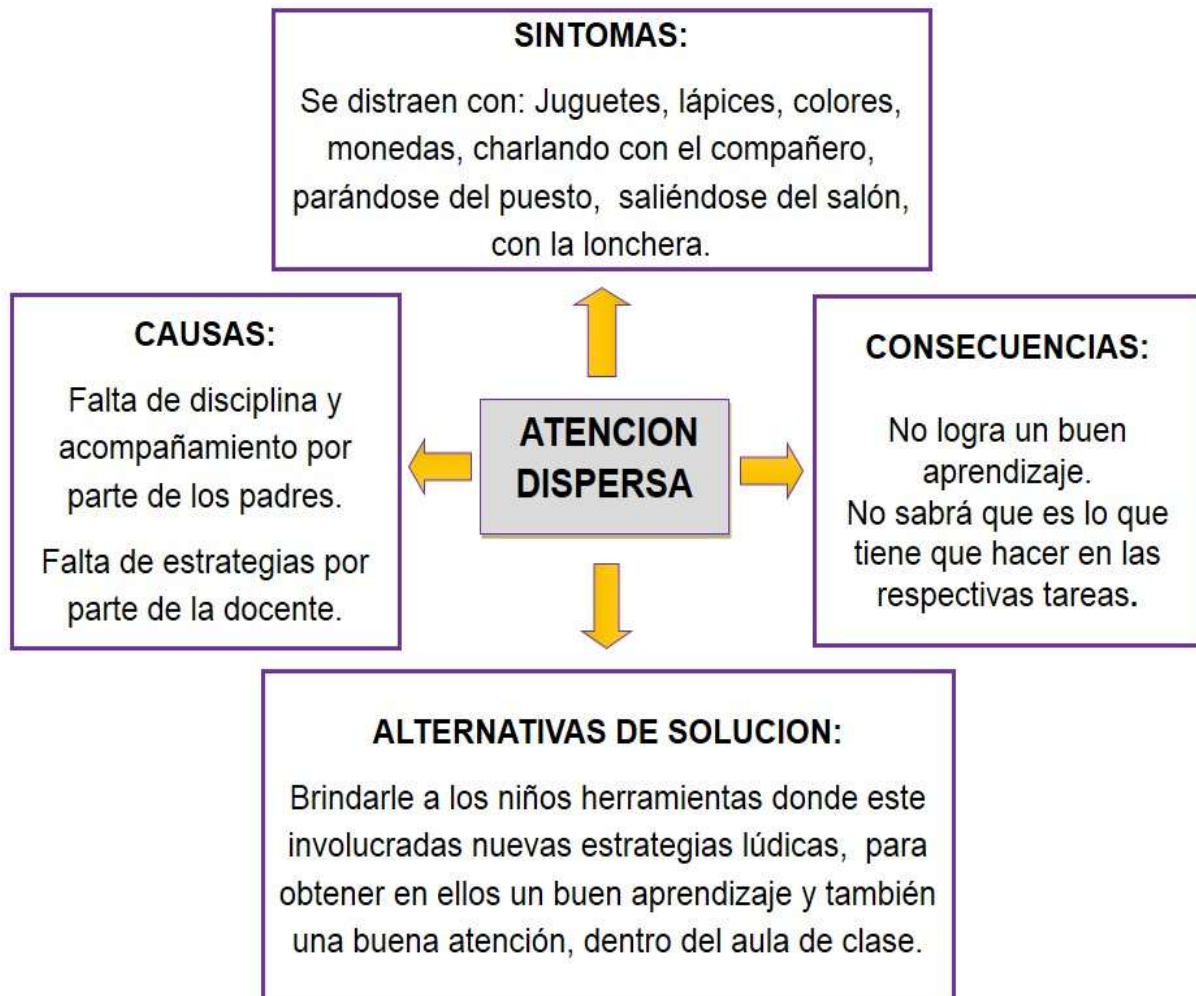 SINTOMAS:
Se distraen con: Juguetes, lápices, colores,
monedas, charlando con el compañero,
parándose del puesto, saliéndose del salón,
con la lonchera.
CAUSAS:
Falta de disciplina y
acompañamiento por
parte de los padres.
Falta de estrategias por
parte de la docente.
ATENCION
DISPERSA
CONSECUENCIAS:
No logra un buen
aprendizaje.
No sabrá que es lo que
tiene que hacer en las
respectivas tareas.
ALTERNATIVAS DE SOLUCION:
Brindarle a los niños herramientas donde este
involucradas nuevas estrategias lúdicas, para
obtener en ellos un buen aprendizaje y también
una buena atención, dentro del aula de clase.